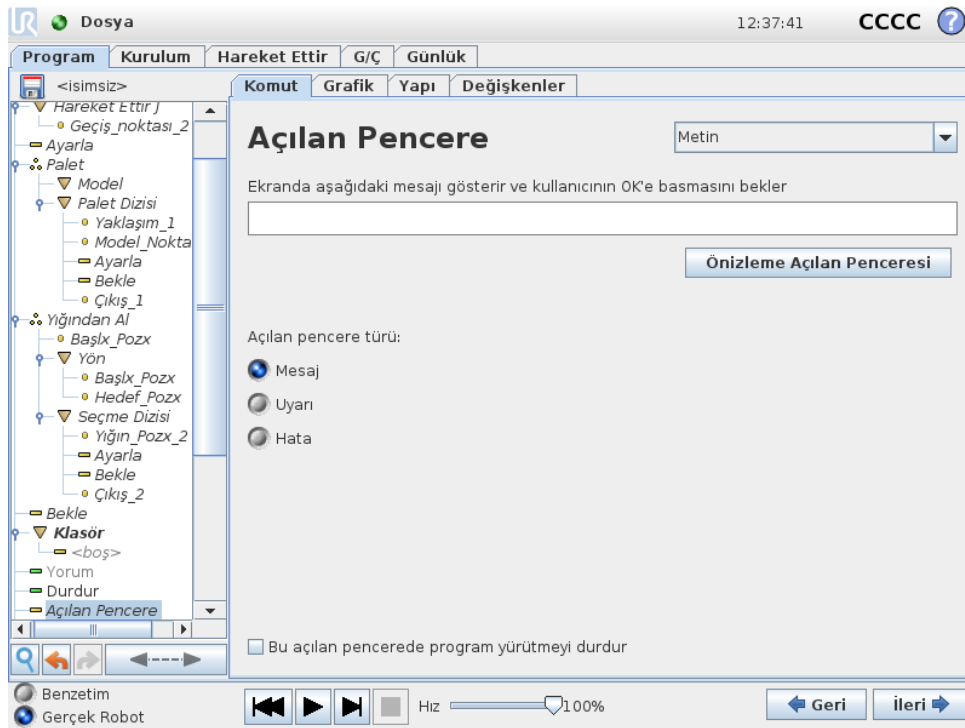 UR Dosya 12:37:41 CCCC ?
Program Kurulum Hareket Ettir G/Ç Günlük
<isimsiz>
Komut Grafik Yapı Değişkenler
Hareket Ettir J
Geçiş_noktası_2
Ayarla
Palet
Model
Palet Dizisi
Yaklaşım_1
Model_Nokta
Ayarla
Bekle
Çıkış_1
Yığından Al
Başlx_Pozx
Yön
Başlx_Pozx
Hedef_Pozx
Seçme Dizisi
Yığın_Pozx_2
Ayarla
Bekle
Çıkış_2
Bekle
Klasör
<boş>
Yorum
Durdur
Açılan Pencere
Açılan Pencere
Metin
Ekranda aşağıdaki mesajı gösterir ve kullanıcının OK'e basmasını bekler
Önizleme Açılan Penceresi
Açılan pencere türü:
Mesaj
Uyarı
Hata
Bu açılan pencerede program yürütmeyi durdur
Benzetim
Gerçek Robot
Hız 100%
Geri İleri